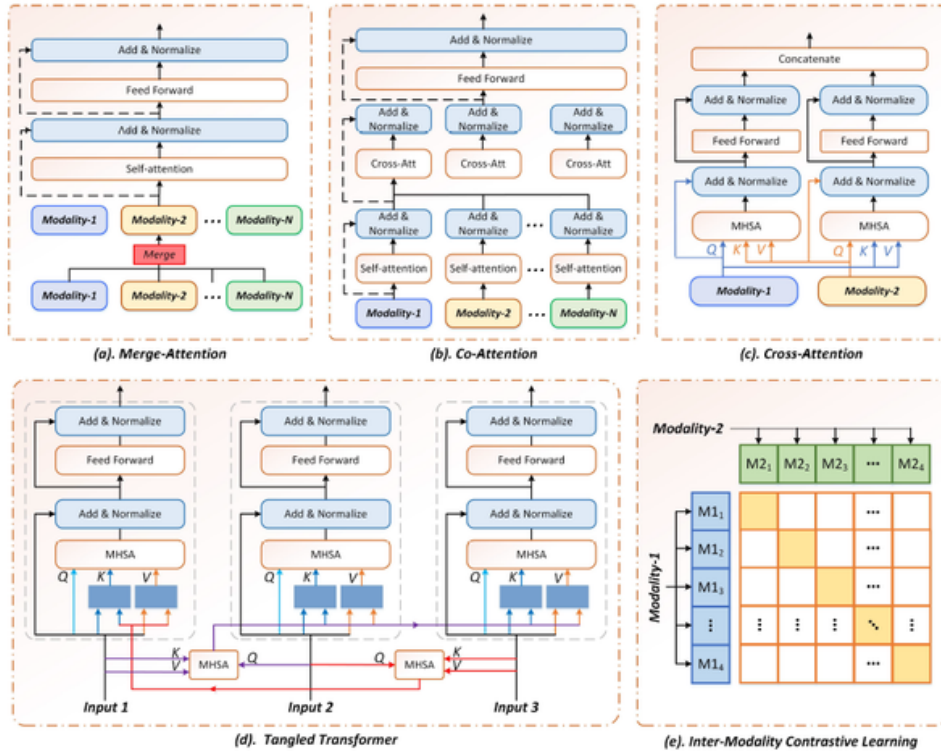 Add & Normalize
Feed Forward
Add & Normalize
Self-attention
Modality-1 Modality-2 ... Modality-N
Merge
Modality-1 Modality-2 ... Modality-N
(a). Merge-Attention
Add & Normalize
Feed Forward
Add & Normalize Add & Normalize Add & Normalize
Cross-Att Cross-Att Cross-Att
Add & Normalize Add & Normalize ... Add & Normalize
Self-attention Self-attention ... Self-attention
Modality-1 Modality-2 ... Modality-N
(b). Co-Attention
Concatenate
Add & Normalize Add & Normalize
Feed Forward Feed Forward
Add & Normalize Add & Normalize
MHSA MHSA
Q K V Q K V
Modality-1 Modality-2
(c). Cross-Attention
Add & Normalize Add & Normalize Add & Normalize
Feed Forward Feed Forward Feed Forward
Add & Normalize Add & Normalize Add & Normalize
MHSA MHSA MHSA
Q K V Q K V Q K V
K V MHSA Q Q MHSA K V
Input 1 Input 2 Input 3
(d). Tangled Transformer
Modality-2
M2₁ M2₂ M2₃ ... M2₄
Modality-1
M1₁ ...
M1₂ ...
M1₃ ...
⋮ ⋮ ⋮ ⋮ ⋱ ⋮
M1₄ ...
(e). Inter-Modality Contrastive Learning